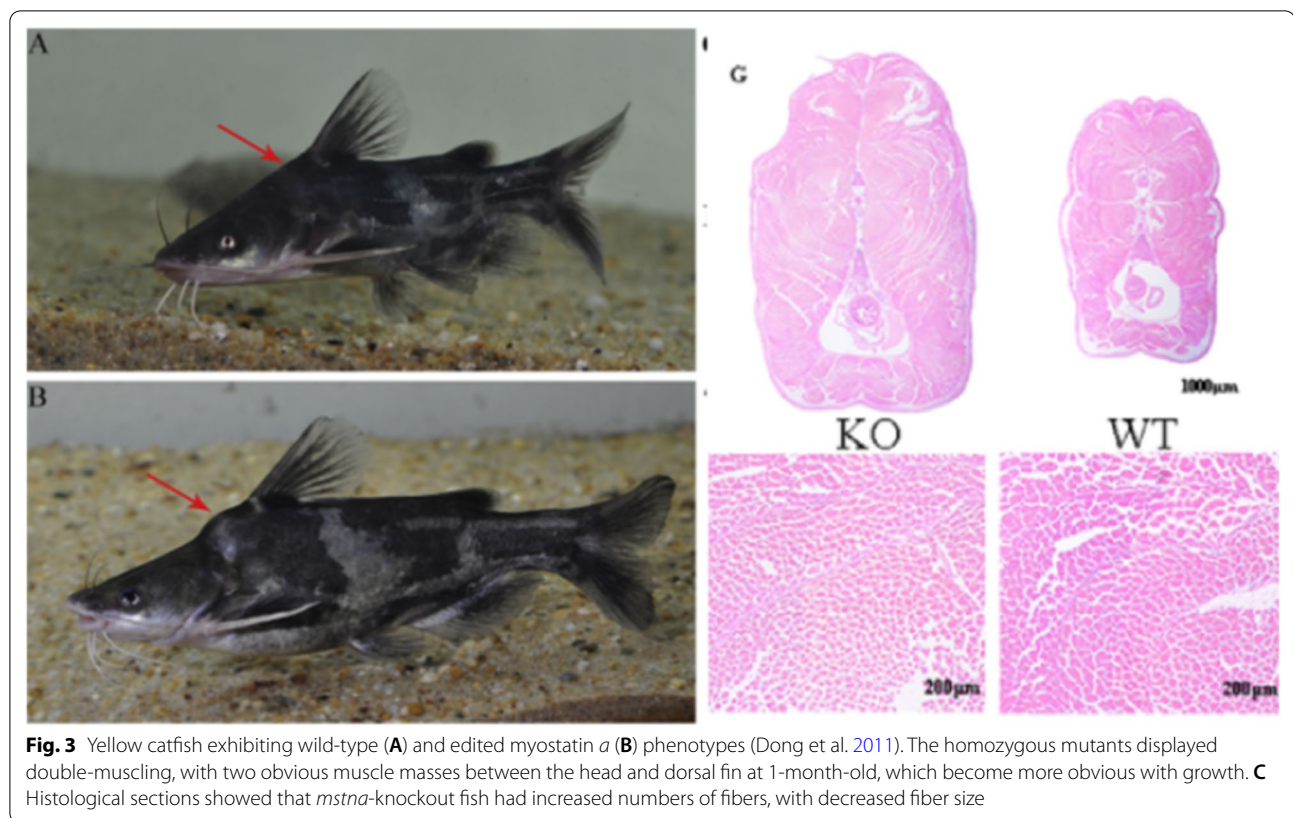 A
G
1000μm
B
KO WT
200μm 200μm
Fig. 3 Yellow catfish exhibiting wild-type (A) and edited myostatin a (B) phenotypes (Dong et al. 2011). The homozygous mutants displayed
double-muscling, with two obvious muscle masses between the head and dorsal fin at 1-month-old, which become more obvious with growth. C
Histological sections showed that mstna-knockout fish had increased numbers of fibers, with decreased fiber size